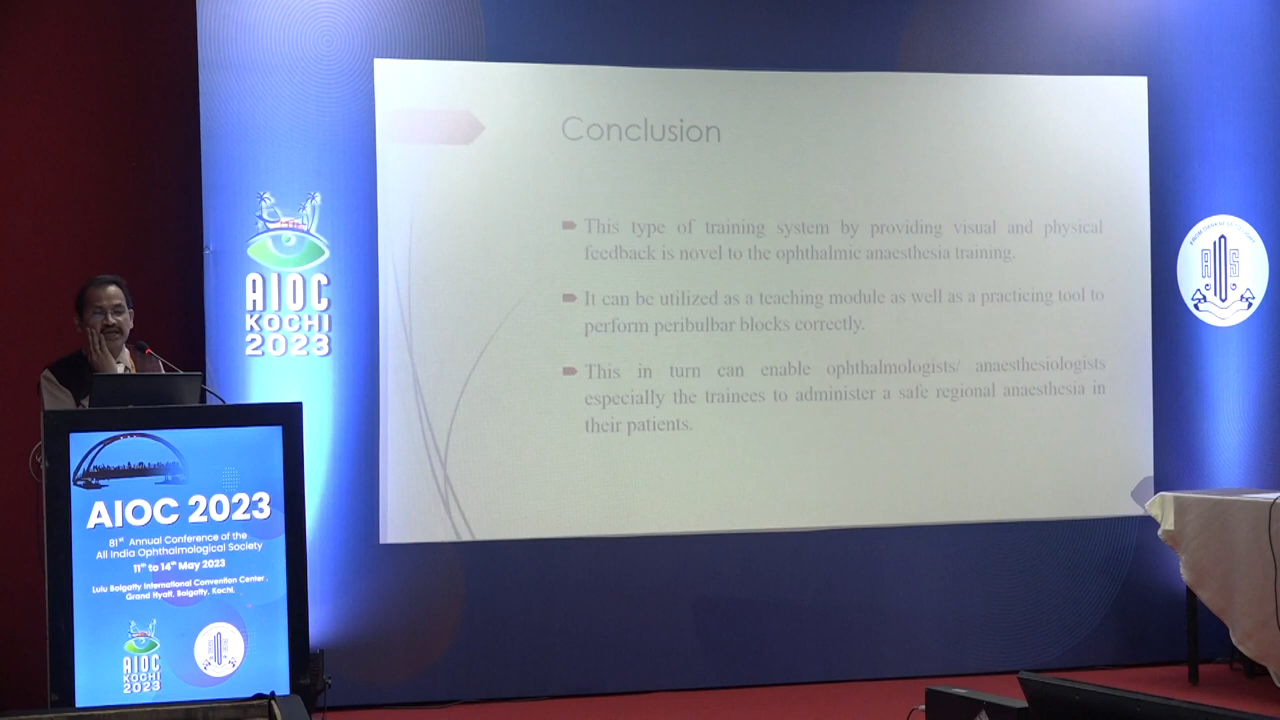 Conclusion
This type of training system by providing visual and physical
feedback is novel to the ophthalmic anaesthesia training.
It can be utilized as a teaching module as well as a practicing tool to
perform peribulbar blocks correctly.
This in turn can enable ophthalmologists/ anaesthesiologists
especially the trainees to administer a safe regional anaesthesia in
their patients.
AIOC
KOCHI
2023
AIOS
AIOC 2023
81st Annual Conference of the
All India Ophthalmological Society
11th to 14th May 2023
Lulu Bolgatty International Convention Center,
Grand Hyatt, Bolgatty, Kochi.
AIOC
KOCHI
2023